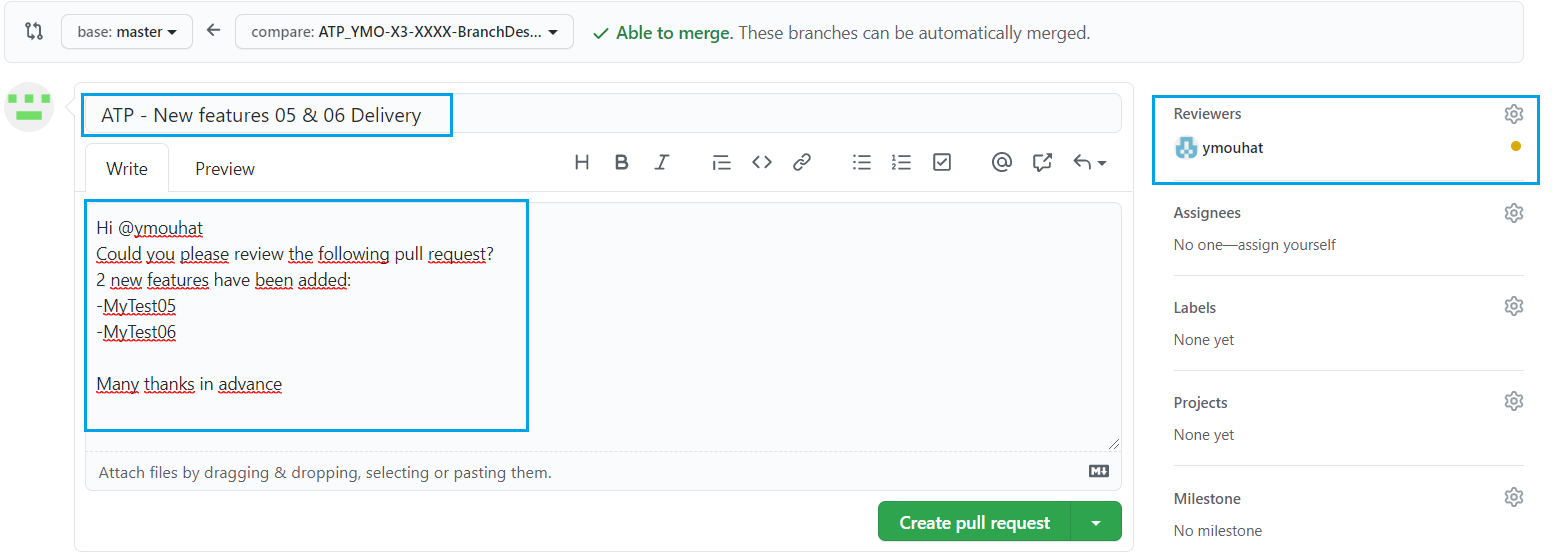 base: master
compare: ATP_YMO-X3-XXXX-BranchDes...
Able to merge. These branches can be automatically merged.
ATP - New features 05 & 06 Delivery
Write
Preview
Hi @ymouhat
Could you please review the following pull request?
2 new features have been added:
-MyTest05
-MyTest06
Many thanks in advance
Attach files by dragging & dropping, selecting or pasting them.
Create pull request
Reviewers
ymouhat
Assignees
No one—assign yourself
Labels
None yet
Projects
None yet
Milestone
No milestone